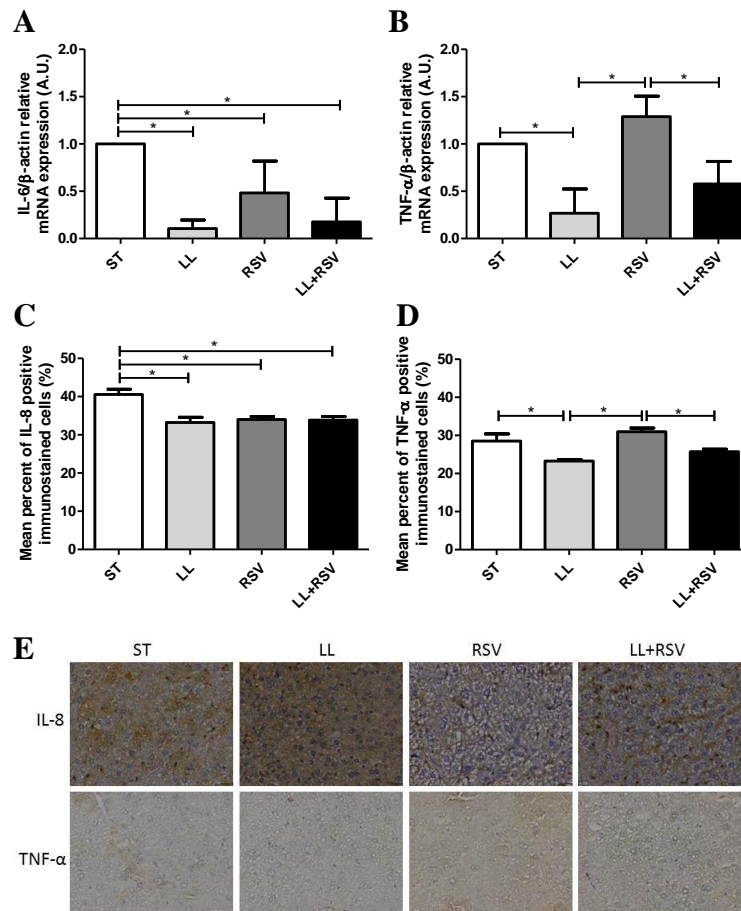 A
IL-6/β-actin relative
mRNA expression (A.U.)
2.0
1.5
1.0
0.5
0.0
*
*
*
ST
LL
RSV
LL+RSV
B
TNF-α/β-actin relative
mRNA expression (A.U.)
2.0
1.5
1.0
0.5
0.0
*
*
*
ST
LL
RSV
LL+RSV
C
Mean percent of IL-8 positive
immunostained cells (%)
50
40
30
20
10
0
*
*
*
ST
LL
RSV
LL+RSV
D
Mean percent of TNF-α positive
immunostained cells (%)
50
40
30
20
10
0
*
*
*
ST
LL
RSV
LL+RSV
E
ST
LL
RSV
LL+RSV
IL-8
TNF-α